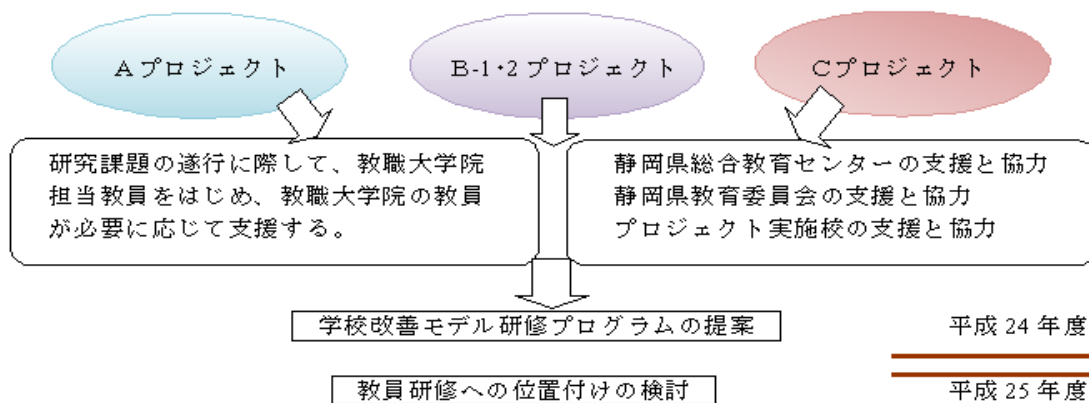 Aプロジェクト
B-1・2プロジェクト
Cプロジェクト
研究課題の遂行に際して、教職大学院
担当教員をはじめ、教職大学院の教員
が必要に応じて支援する。
静岡県総合教育センターの支援と協力
静岡県教育委員会の支援と協力
プロジェクト実施校の支援と協力
学校改善モデル研修プログラムの提案
平成24年度
教員研修への位置付けの検討
平成25年度